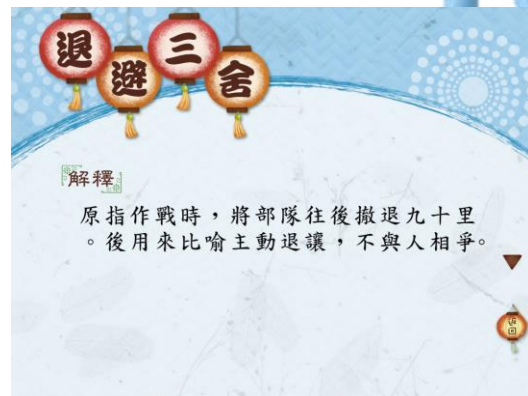 退避三舍
解釋
原指作戰時，將部隊往後撤退九十里
。後用來比喻主動退讓，不與人相爭。
返回